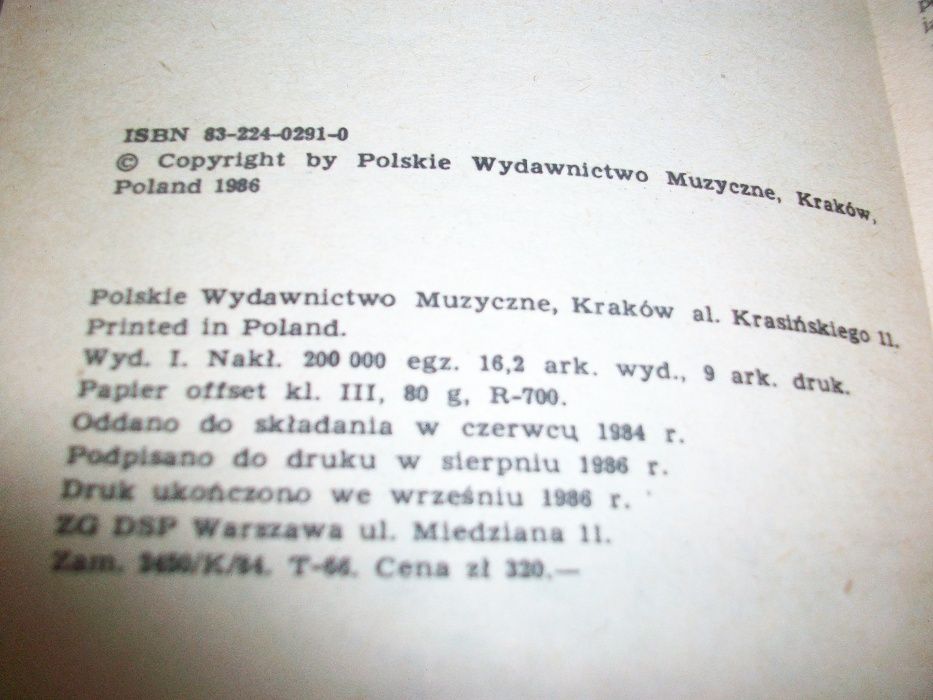 ISBN 83-224-0291-0
© Copyright by Polskie Wydawnictwo Muzyczne, Kraków,
Poland 1986
Polskie Wydawnictwo Muzyczne, Kraków al. Krasińskiego 11.
Printed in Poland.
Wyd. I. Nakł. 200 000 egz. 16,2 ark. wyd., 9 ark. druk.
Papier offset kl. III, 80 g, R-700.
Oddano do składania w czerwcu 1984 r.
Podpisano do druku w sierpniu 1986 r.
Druk ukończono we wrześniu 1986 r.
ZG DSP Warszawa ul. Miedziana 11.
Zam. Cena zł 320.—